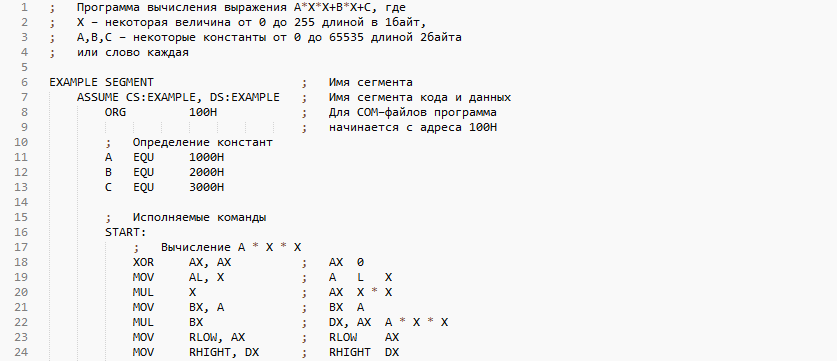 1 ; Программа вычисления выражения A*X*X+B*X+C, где
2 ; X - некоторая величина от 0 до 255 длиной в 1байт,
3 ; A,B,C - некоторые константы от 0 до 65535 длиной 2байта
4 ; или слово каждая
5
6 EXAMPLE SEGMENT ; Имя сегмента
7 ASSUME CS:EXAMPLE, DS:EXAMPLE ; Имя сегмента кода и данных
8 ORG 100H ; Для COM-файлов программа
9 ; начинается с адреса 100H
10 ; Определение констант
11 A EQU 1000H
12 B EQU 2000H
13 C EQU 3000H
14
15 ; Исполняемые команды
16 START:
17 ; Вычисление A * X * X
18 XOR AX, AX ; AX 0
19 MOV AL, X ; A L X
20 MUL X ; AX X * X
21 MOV BX, A ; BX A
22 MUL BX ; DX, AX A * X * X
23 MOV RLOW, AX ; RLOW AX
24 MOV RHIGHT, DX ; RHIGHT DX